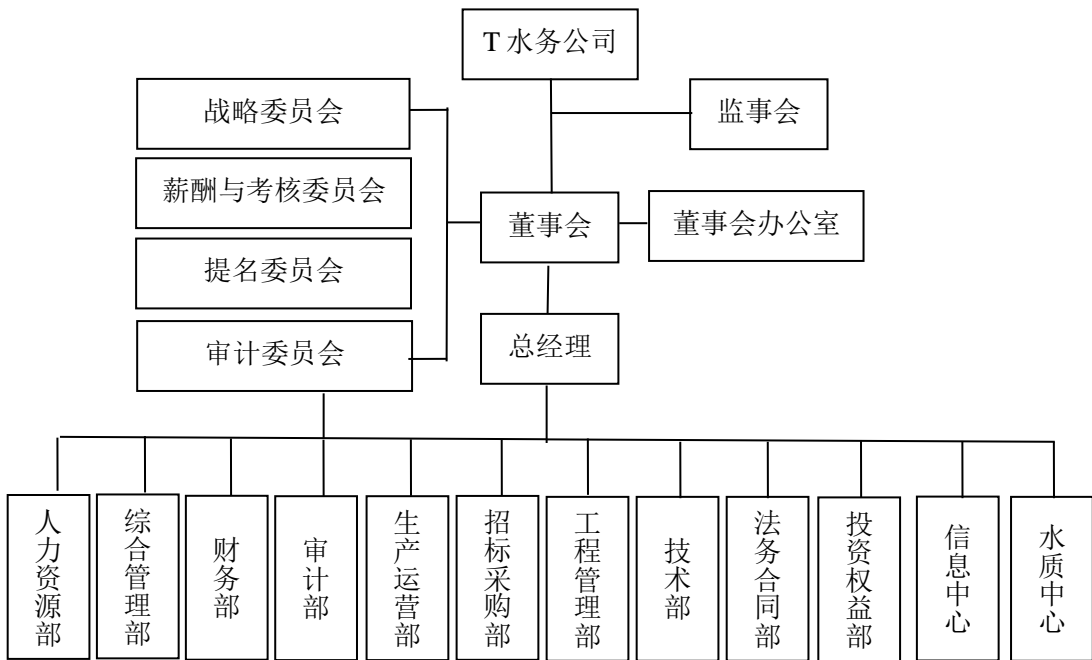 T 水务公司
战略委员会
监事会
薪酬与考核委员会
董事会
董事会办公室
提名委员会
总经理
审计委员会
人力资源部
综合管理部
财务部
审计部
生产运营部
招标采购部
工程管理部
技术部
法务合同部
投资权益部
信息中心
水质中心